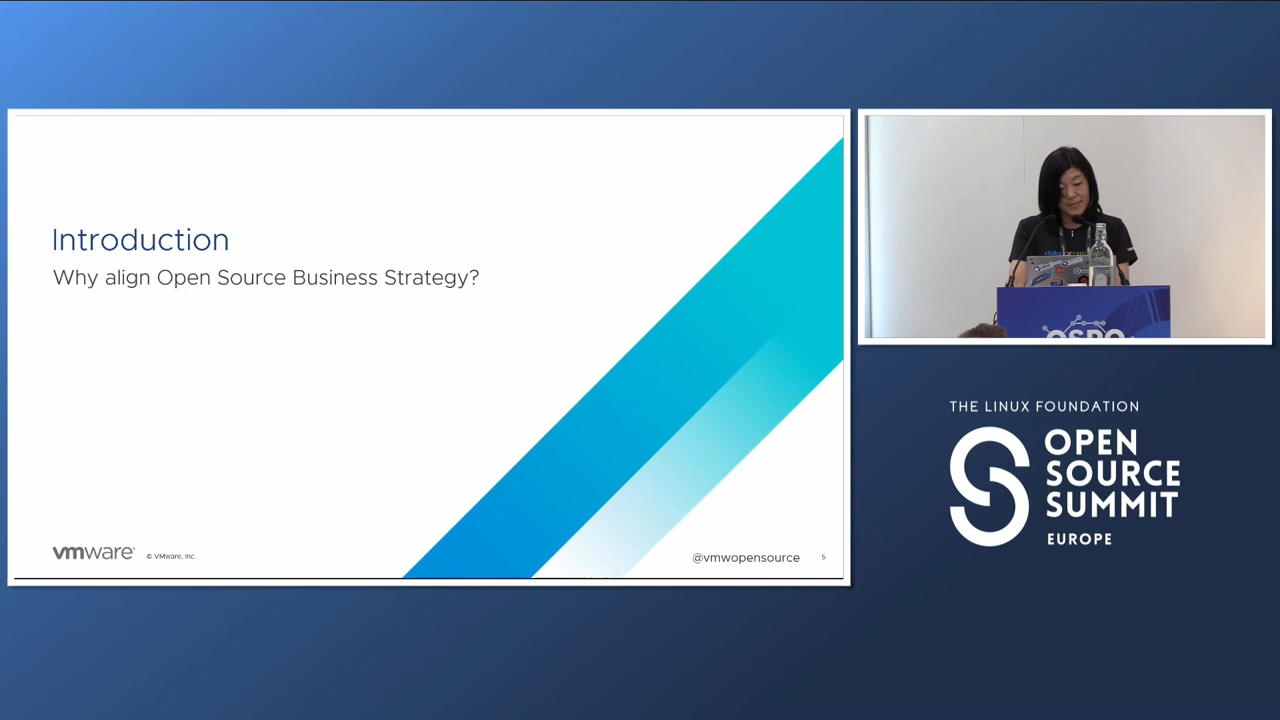 Introduction
Why align Open Source Business Strategy?
vmware®
© VMware, Inc.
@vmwopensource
5
OSPO
THE LINUX FOUNDATION
OPEN
SOURCE
SUMMIT
EUROPE